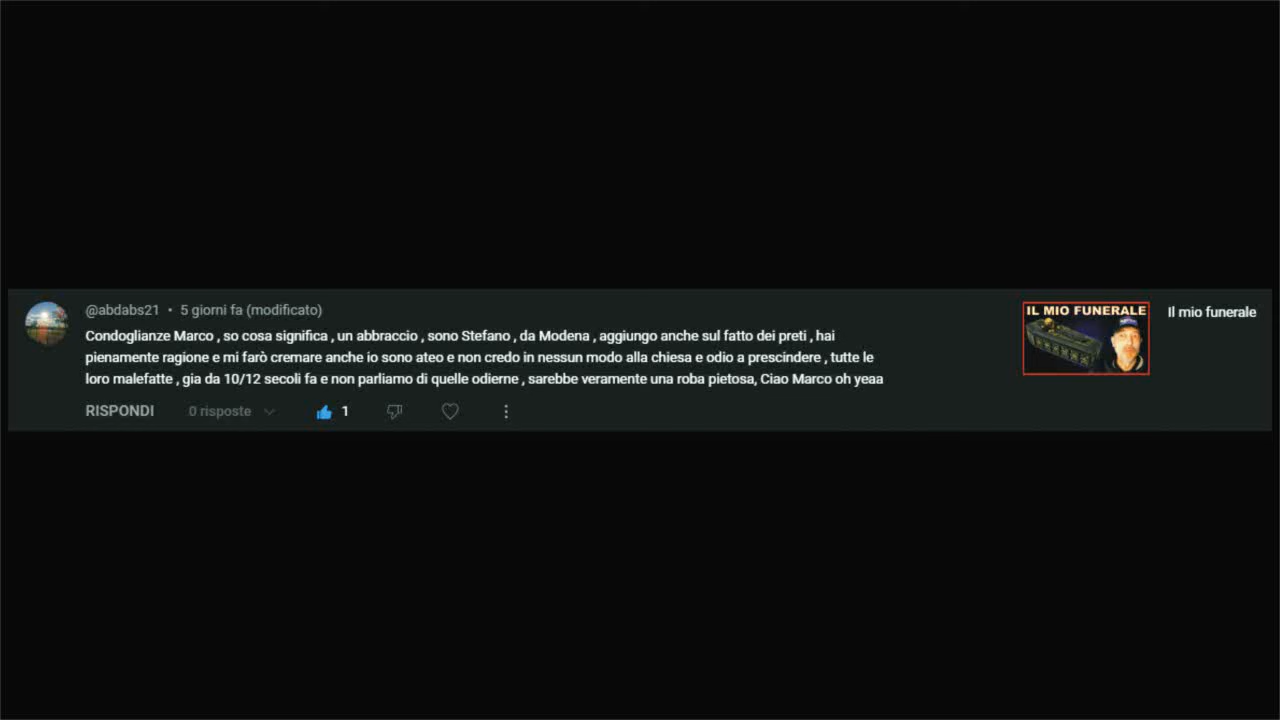 @abdabs21 • 5 giorni fa (modificato)
Condoglianze Marco , so cosa significa , un abbraccio , sono Stefano , da Modena , aggiungo anche sul fatto dei preti , hai
pienamente ragione e mi farò cremare anche io sono ateo e non credo in nessun modo alla chiesa e odio a prescindere , tutte le
loro malefatte , gia da 10/12 secoli fa e non parliamo di quelle odierne , sarebbe veramente una roba pietosa, Ciao Marco oh yeaa
RISPONDI 0 risposte 1
IL MIO FUNERALE
Il mio funerale